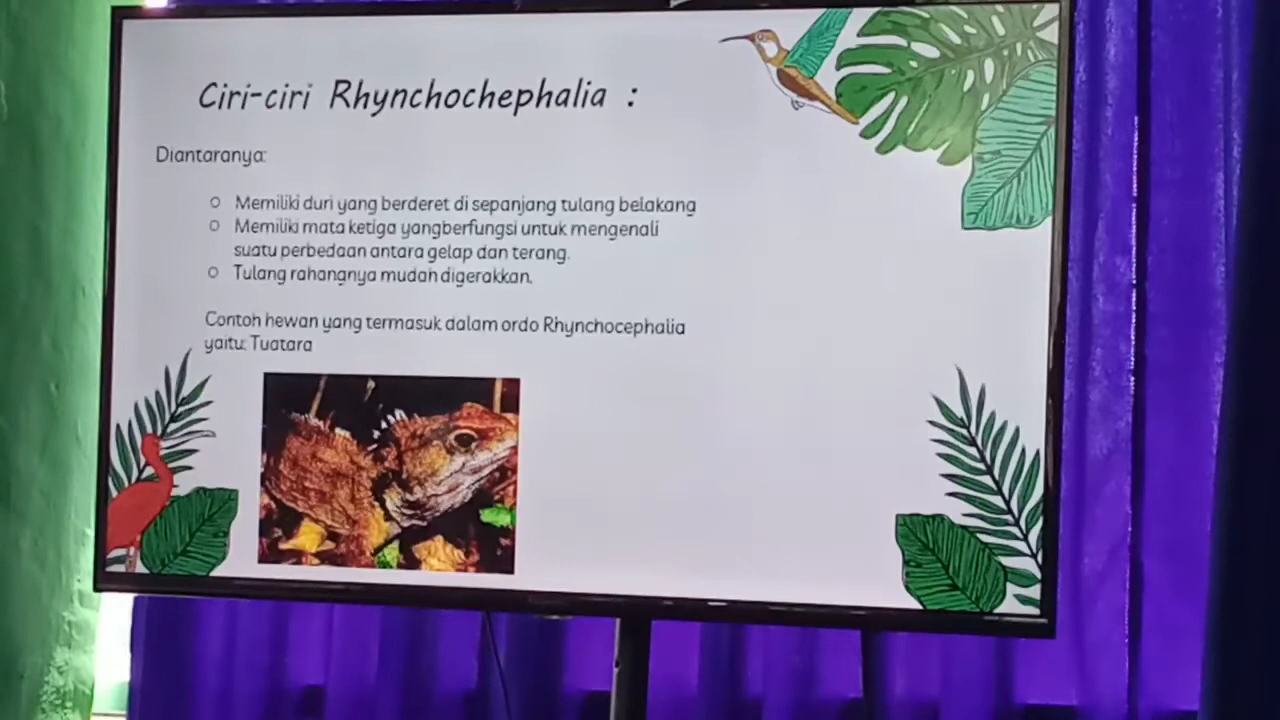 Ciri-ciri Rhynchochephalia :
Diantaranya:
Memiliki duri yang berderet di sepanjang tulang belakang
Memiliki mata ketiga yangberfungsi untuk mengenali
suatu perbedaan antara gelap dan terang.
Tulang rahangnya mudah digerakkan.
Contoh hewan yang termasuk dalam ordo Rhynchocephalia
yaitu: Tuatara